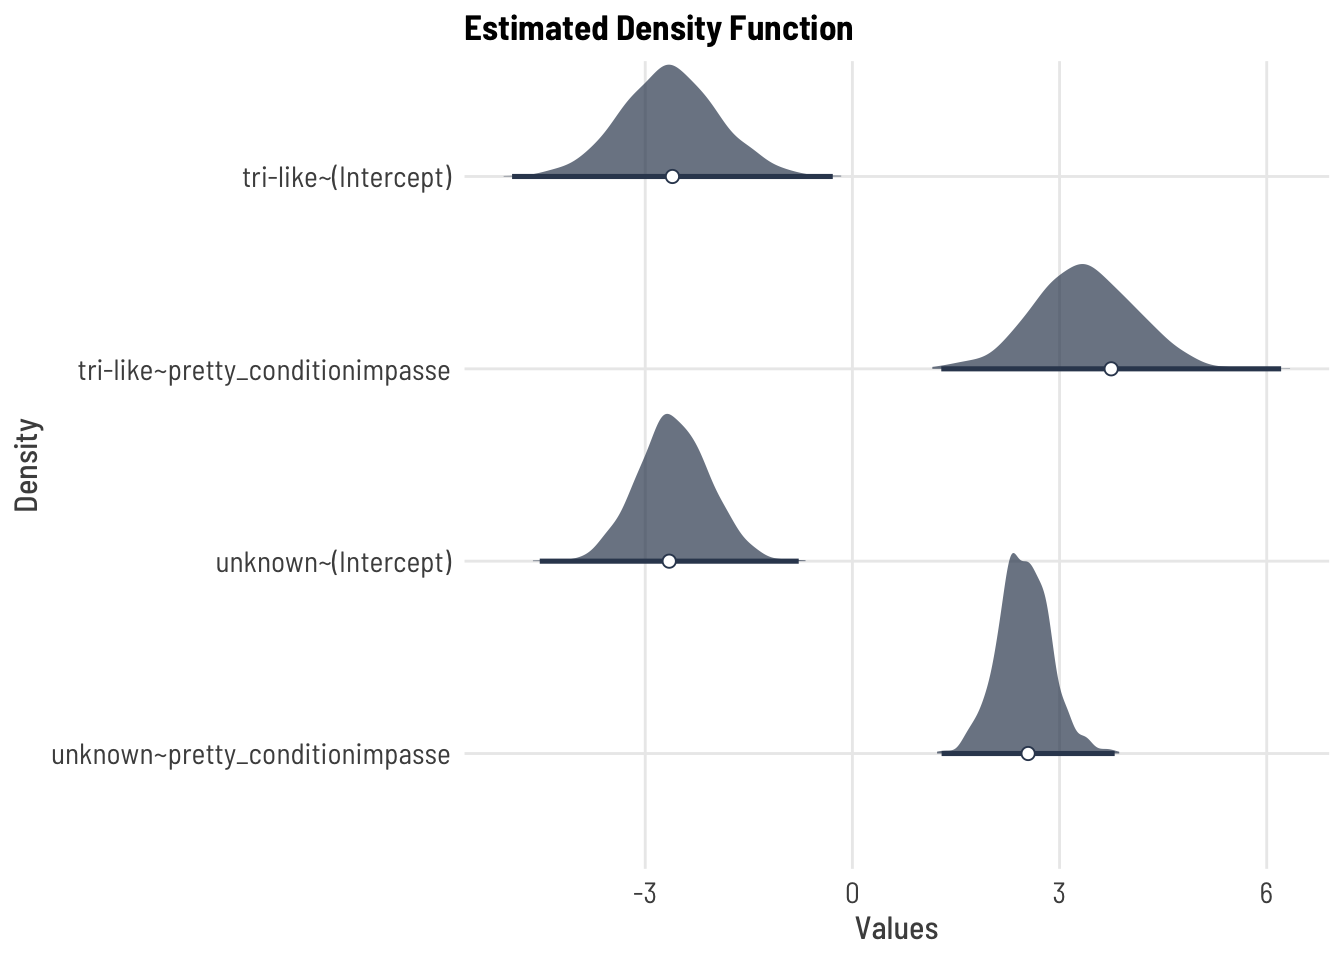 Estimated Density Function
tri-like~(Intercept)
tri-like~pretty_conditionimpasse
unknown~(Intercept)
unknown~pretty_conditionimpasse
Density
-3 0 3 6
Values